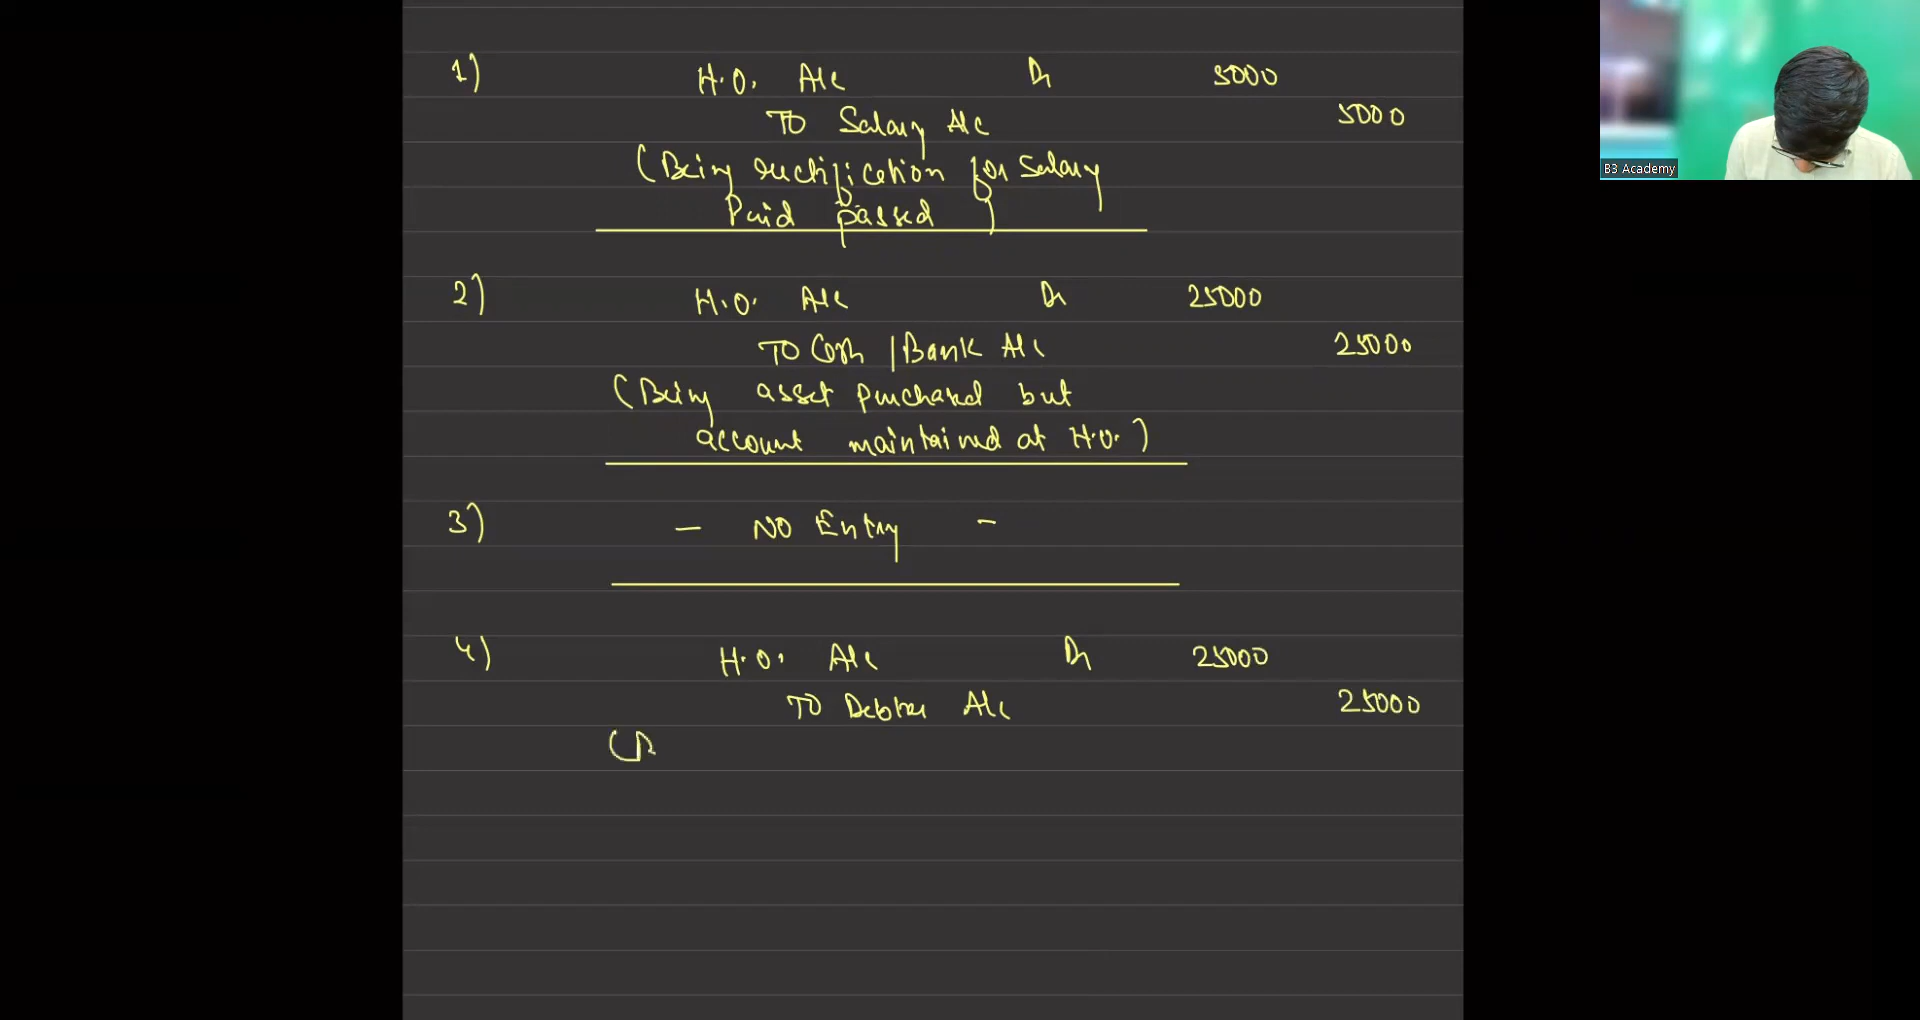 1) H.O. A/c Dr 5000
To Salary A/c 5000
(Being rectification for Salary
Paid passed)
2) H.O. A/c Dr 25000
To Cash / Bank A/c 25000
(Being asset purchased but
account maintained at H.O.)
3) - No Entry -
4) H.O. A/c Dr 25000
To Debtor A/c 25000
(
B3 Academy